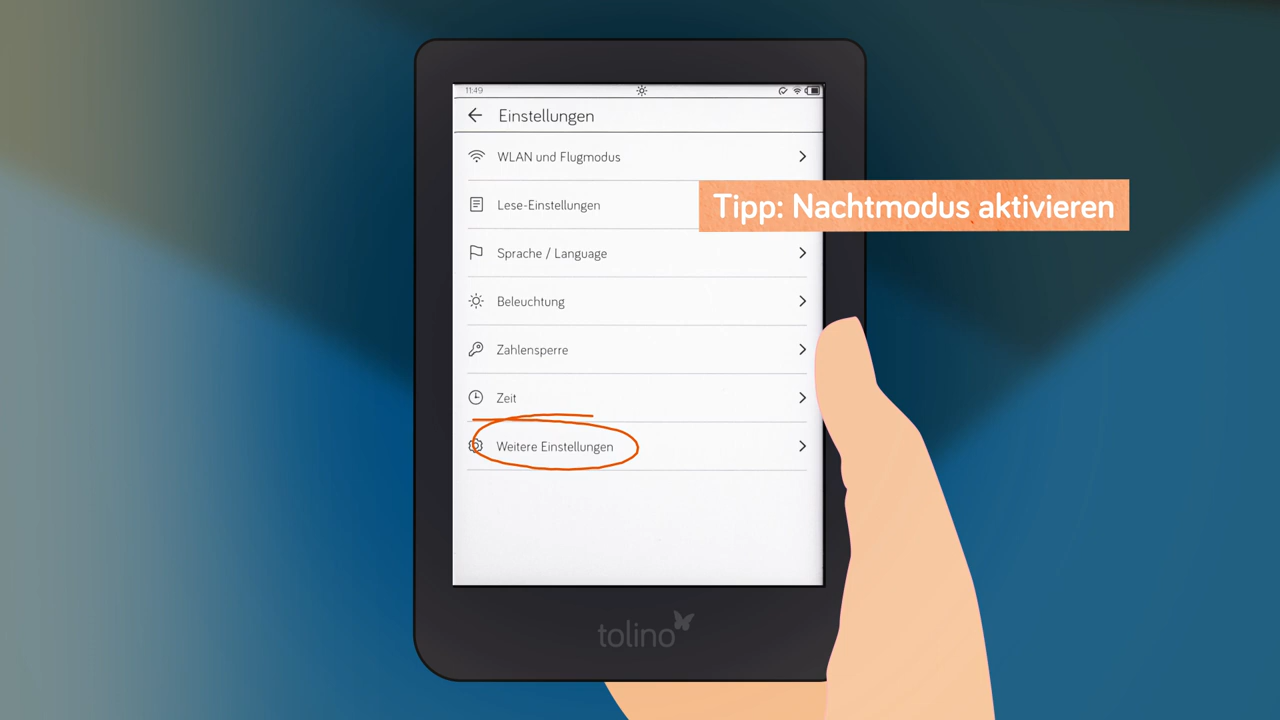 11:49
Einstellungen
WLAN und Flugmodus
Lese-Einstellungen
Tipp: Nachtmodus aktivieren
Sprache / Language
Beleuchtung
Zahlensperre
Zeit
Weitere Einstellungen
tolino